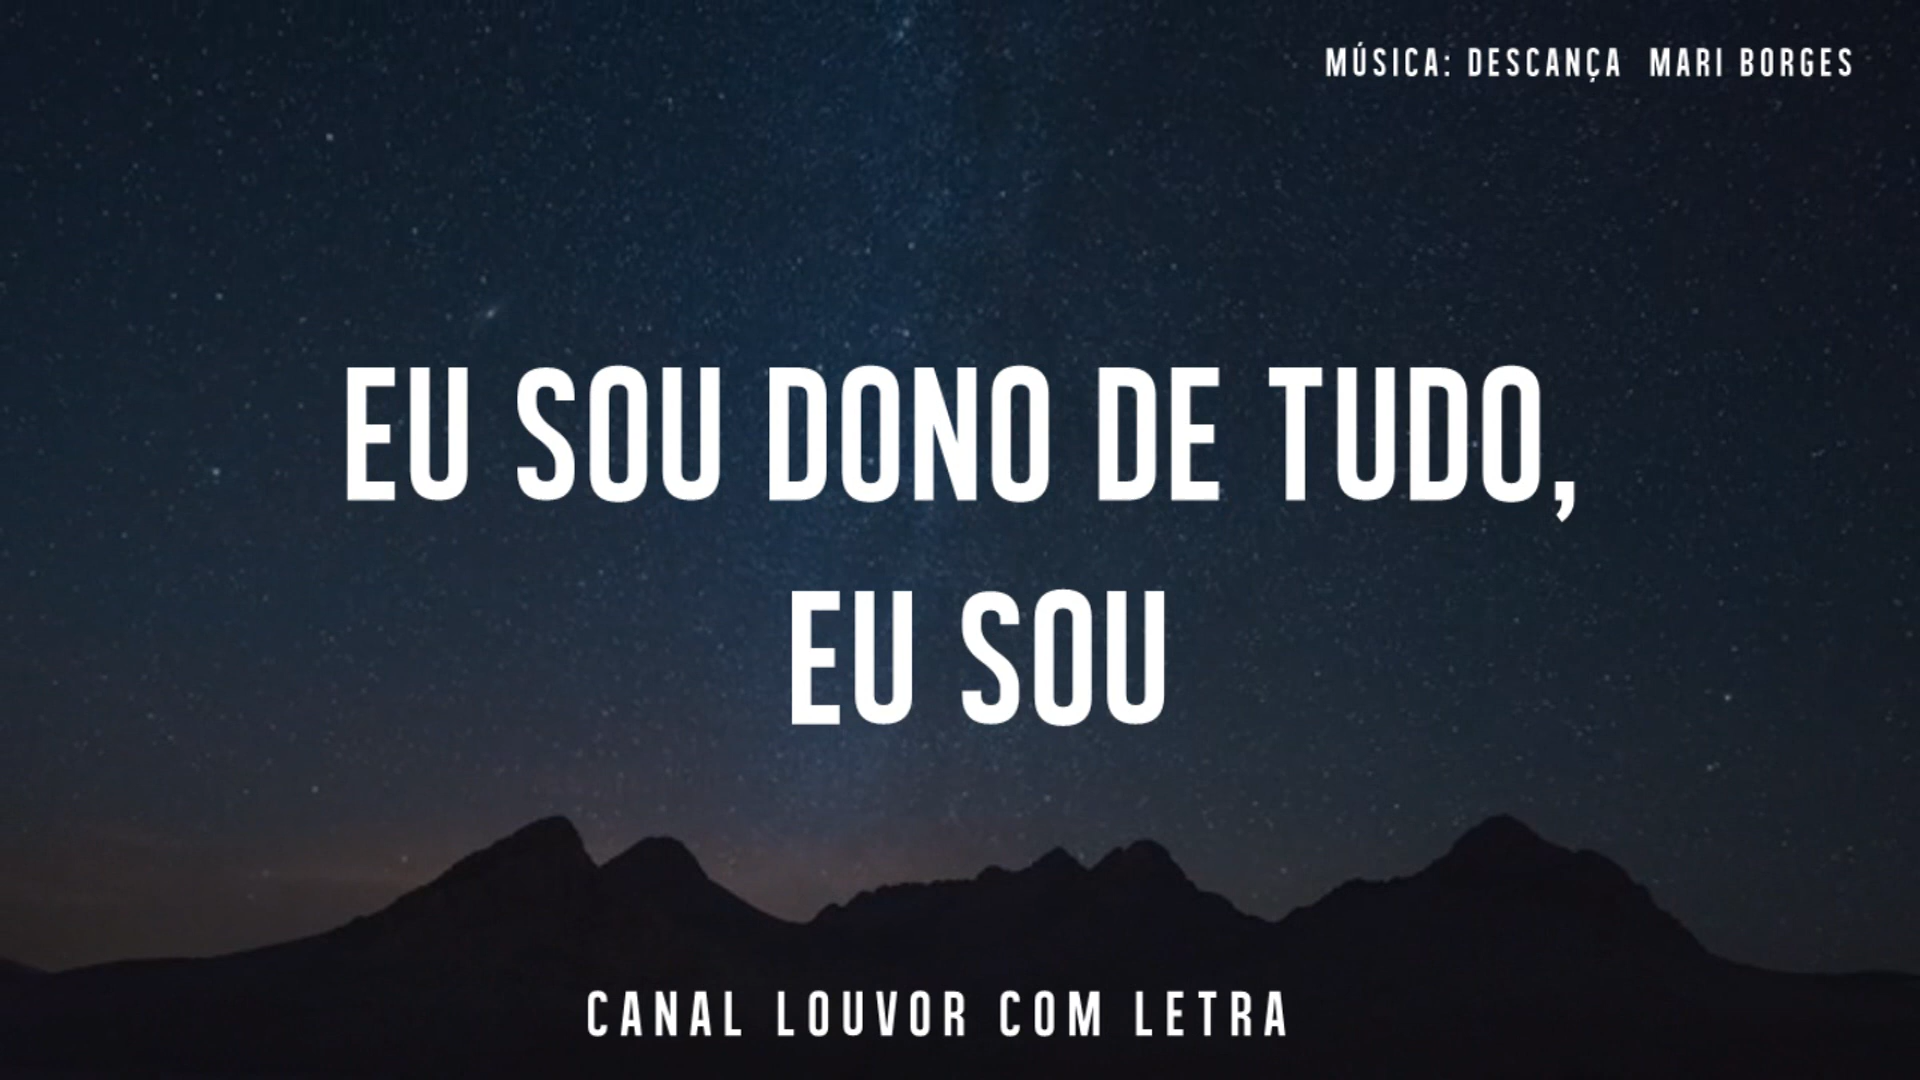 MÚSICA: DESCANÇA MARI BORGES
EU SOU DONO DE TUDO,
EU SOU
CANAL LOUVOR COM LETRA